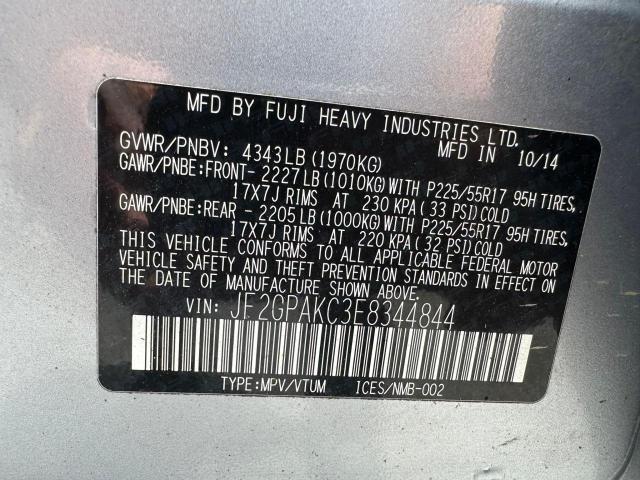 MFD BY FUJI HEAVY INDUSTRIES LTD.
MFD IN 10/14
GVWR/PNBV: 4343LB(1970KG)
GAWR/PNBE:FRONT- 2227LB(1010KG)WITH P225/55R17 95H TIRES,
17X7J RIMS AT 230 KPA(33 PSI)COLD
GAWR/PNBE:REAR - 2205LB(1000KG)WITH P225/55R17 95H TIRES,
17X7J RIMS AT 220 KPA(32 PSI)COLD
THIS VEHICLE CONFORMS TO ALL APPLICABLE FEDERAL MOTOR
VEHICLE SAFETY AND THEFT PREVENTION STANDARDS IN EFFECT ON
THE DATE OF MANUFACTURE SHOWN ABOVE.
VIN: JF2GPAKC3E8344844
TYPE:MPV/VTUM ICES/NMB-002